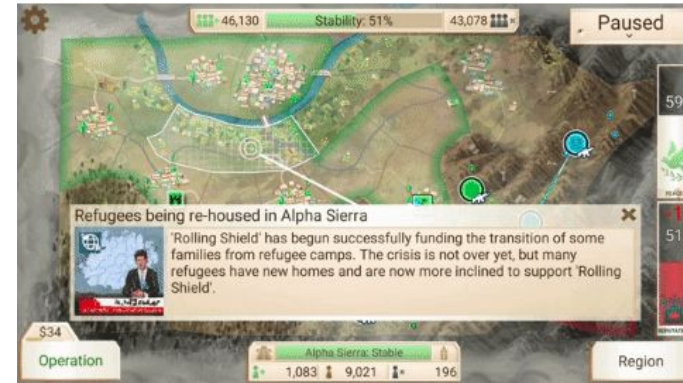 46,130
Stability: 51%
43,078
Paused
59
Refugees being re-housed in Alpha Sierra
'Rolling Shield' has begun successfully funding the transition of some
families from refugee camps. The crisis is not over yet, but many
refugees have new homes and are now more inclined to support 'Rolling
Shield'.
-1
51
$34
Operation
Alpha Sierra: Stable
1,083
9,021
196
Region